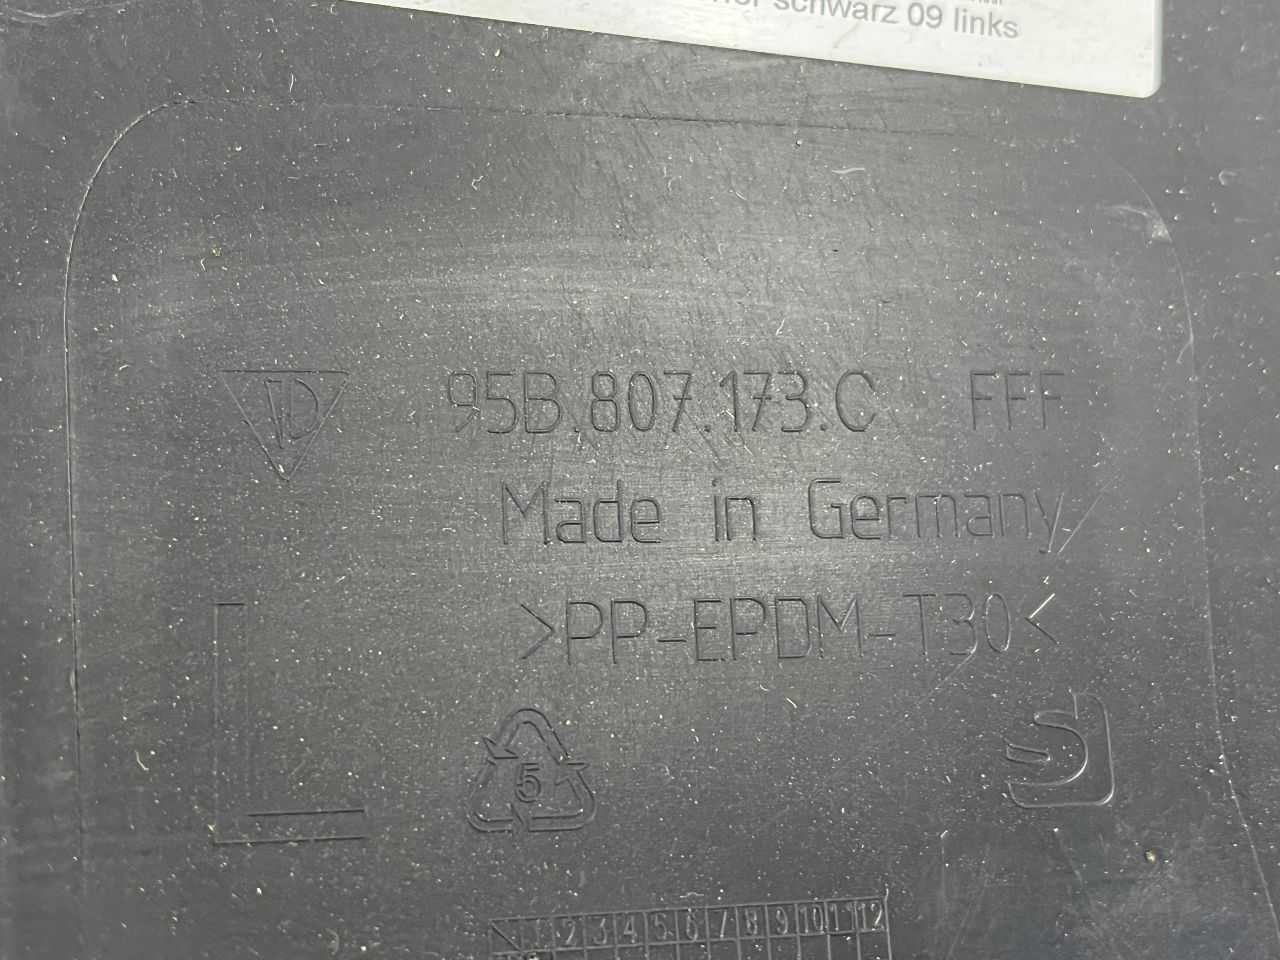 schwarz 09 links
95B.807.173.C FFF
Made in Germany
>PP-EPDM-T30<
5
1 2 3 4 5 6 7 8 9 10 11 12